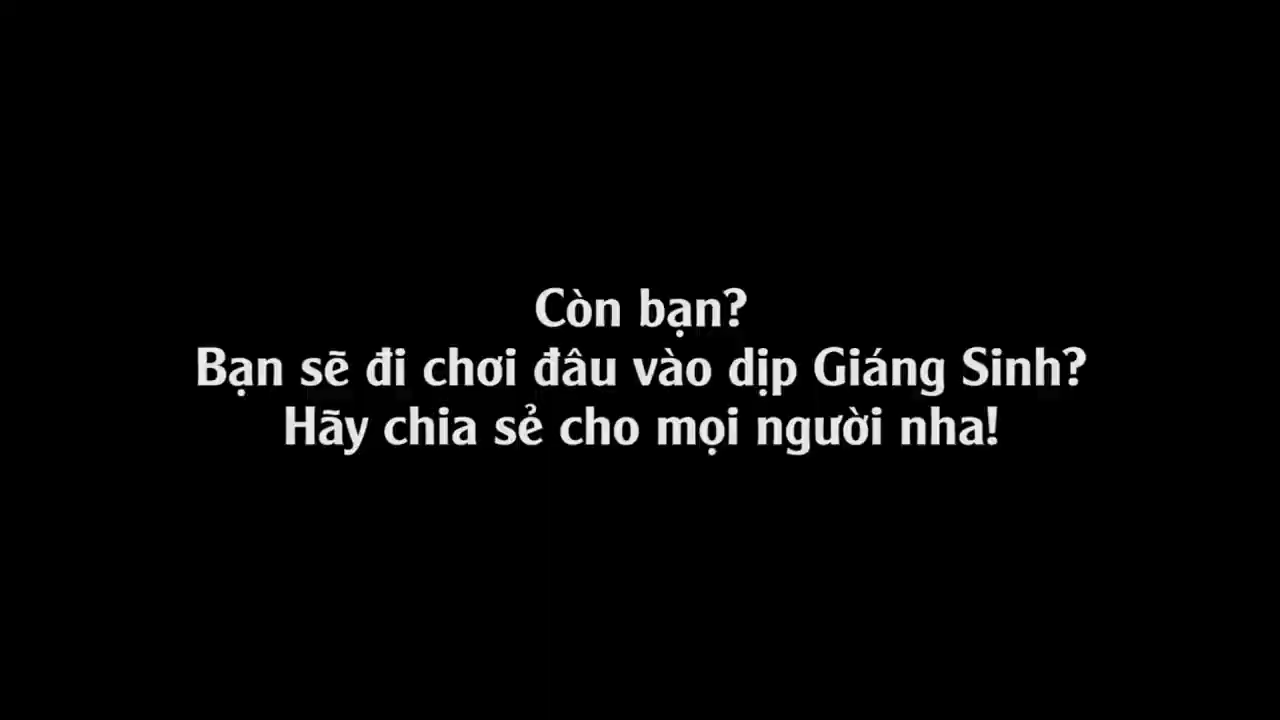 Còn bạn?
Bạn sẽ đi chơi đâu vào dịp Giáng Sinh?
Hãy chia sẻ cho mọi người nha!